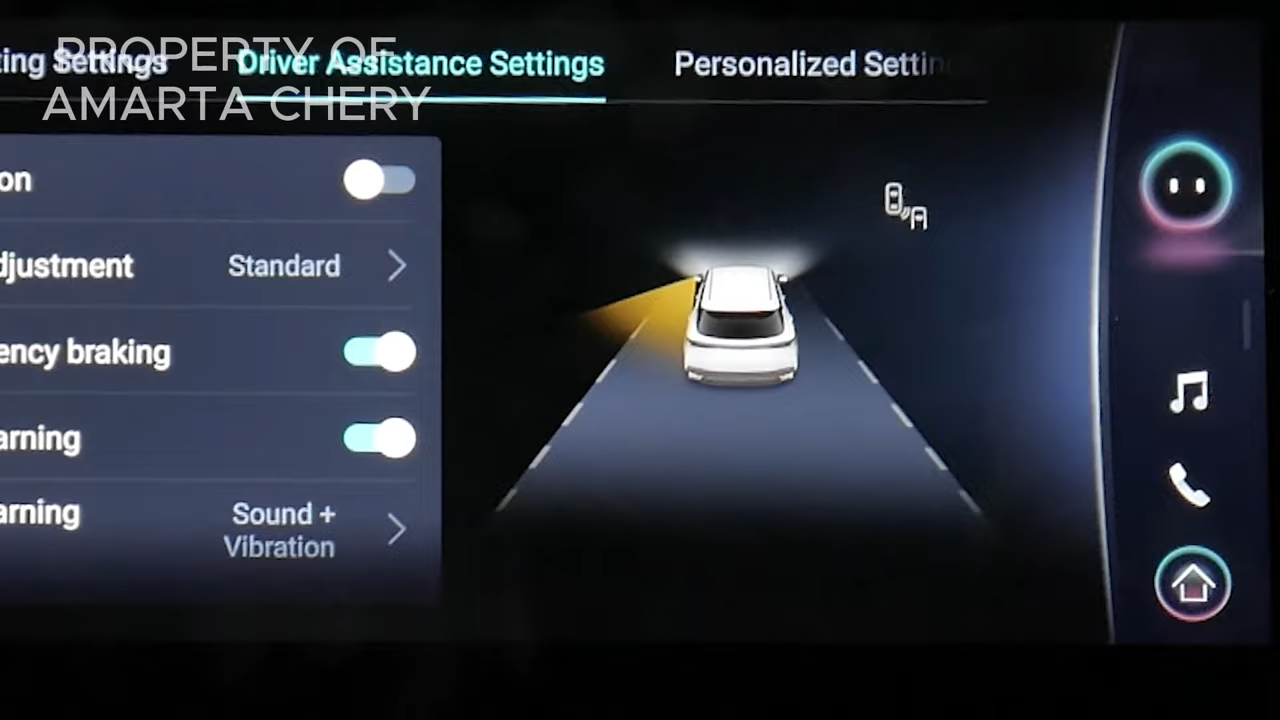 PROPERTY OF
AMARTA CHERY
ing Settings
Driver Assistance Settings
Personalized Settin
on
djustment
Standard
ency braking
arning
arning
Sound +
Vibration